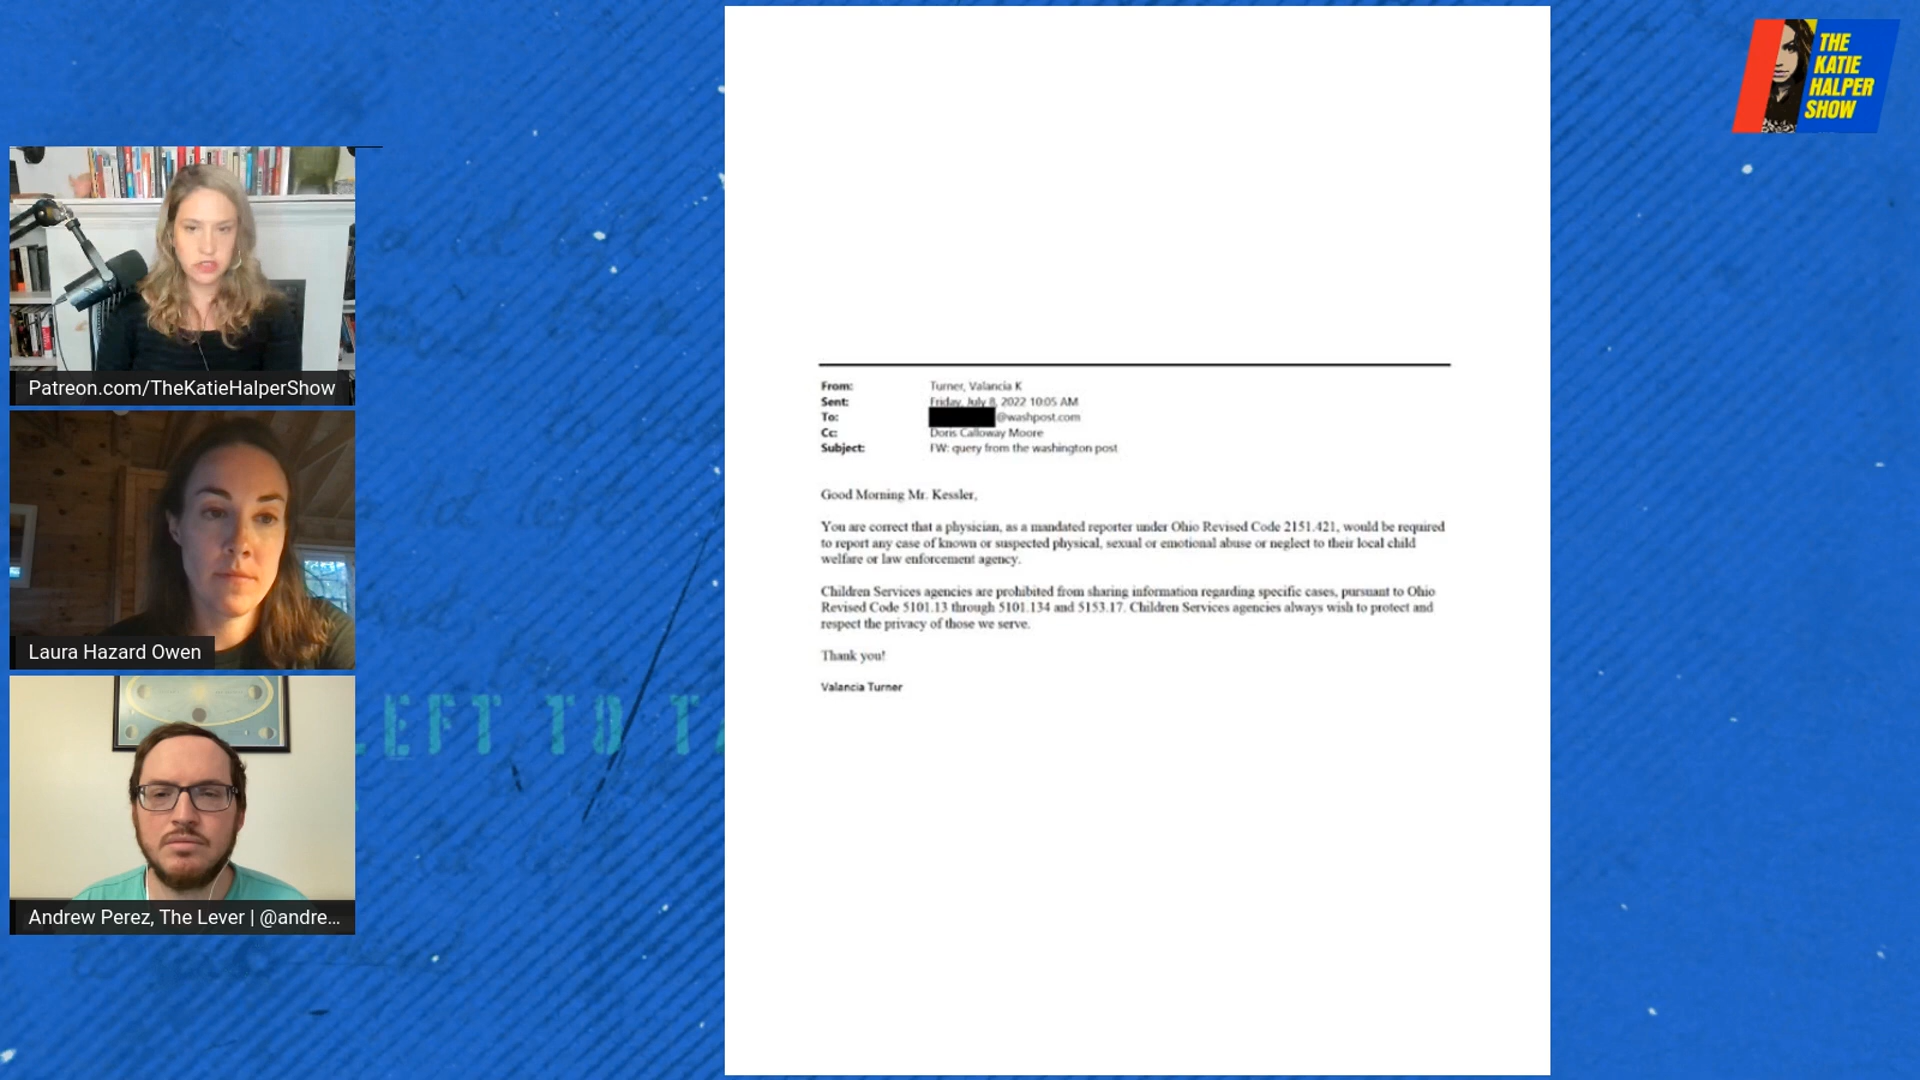 THE
KATIE
HALPER
SHOW
Patreon.com/TheKatieHalperShow
Laura Hazard Owen
Andrew Perez, The Lever | @andre...
EFT TO T
From: Turner, Valancia K
Sent: Friday, July 8, 2022 10:05 AM
To: @washpost.com
Cc: Doris Calloway Moore
Subject: FW: query from the washington post
Good Morning Mr. Kessler,
You are correct that a physician, as a mandated reporter under Ohio Revised Code 2151.421, would be required
to report any case of known or suspected physical, sexual or emotional abuse or neglect to their local child
welfare or law enforcement agency.
Children Services agencies are prohibited from sharing information regarding specific cases, pursuant to Ohio
Revised Code 5101.13 through 5101.134 and 5153.17. Children Services agencies always wish to protect and
respect the privacy of those we serve.
Thank you!
Valancia Turner